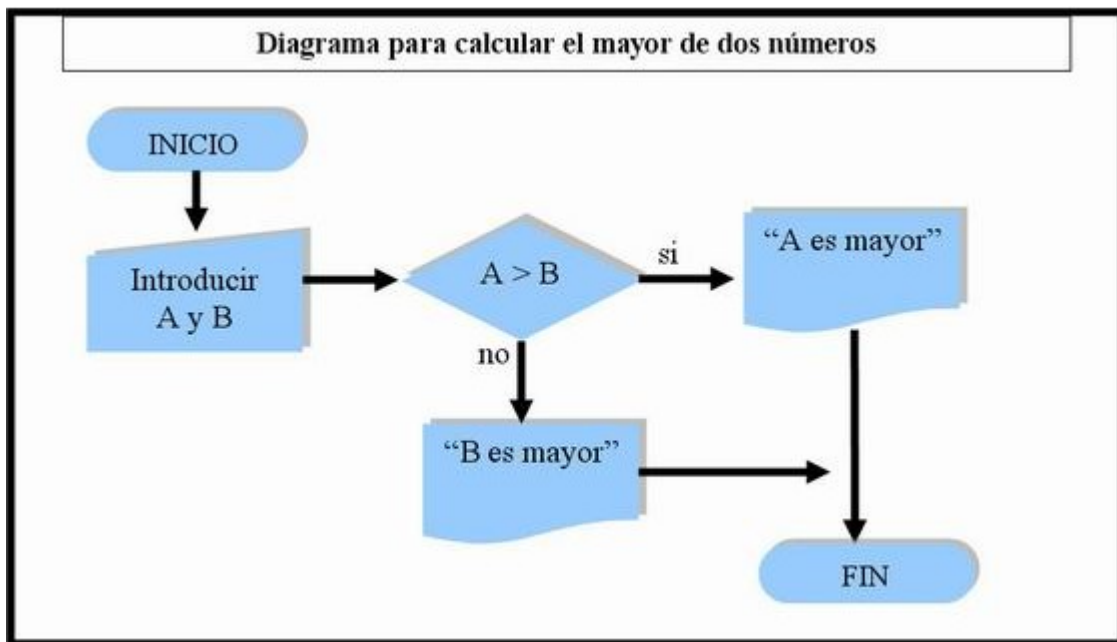 Diagrama para calcular el mayor de dos números
INICIO
Introducir
A y B
A > B
si
“A es mayor”
no
“B es mayor”
FIN